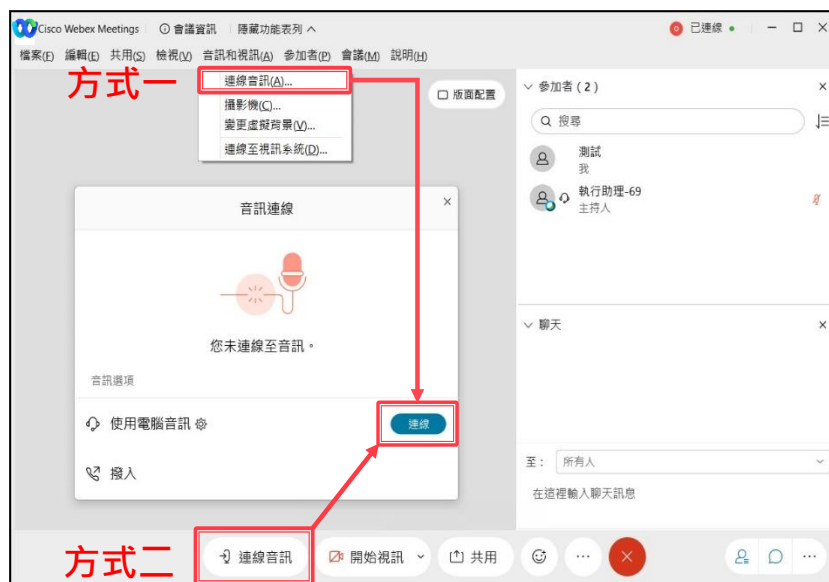 Cisco Webex Meetings 會議資訊 隱藏功能表列 已連線
檔案(F) 編輯(E) 共用(S) 檢視(V) 音訊和視訊(A) 參加者(P) 會議(M) 說明(H)
方式一
連線音訊(A)...
攝影機(C)...
變更虛擬背景(V)...
連線至視訊系統(D)...
版面配置
參加者 (2)
搜尋
測試
我
執行助理-69
主持人
音訊連線
您未連線至音訊。
音訊選項
使用電腦音訊 連線
撥入
聊天
至: 所有人
在這裡輸入聊天訊息
方式二
連線音訊 開始視訊 共用